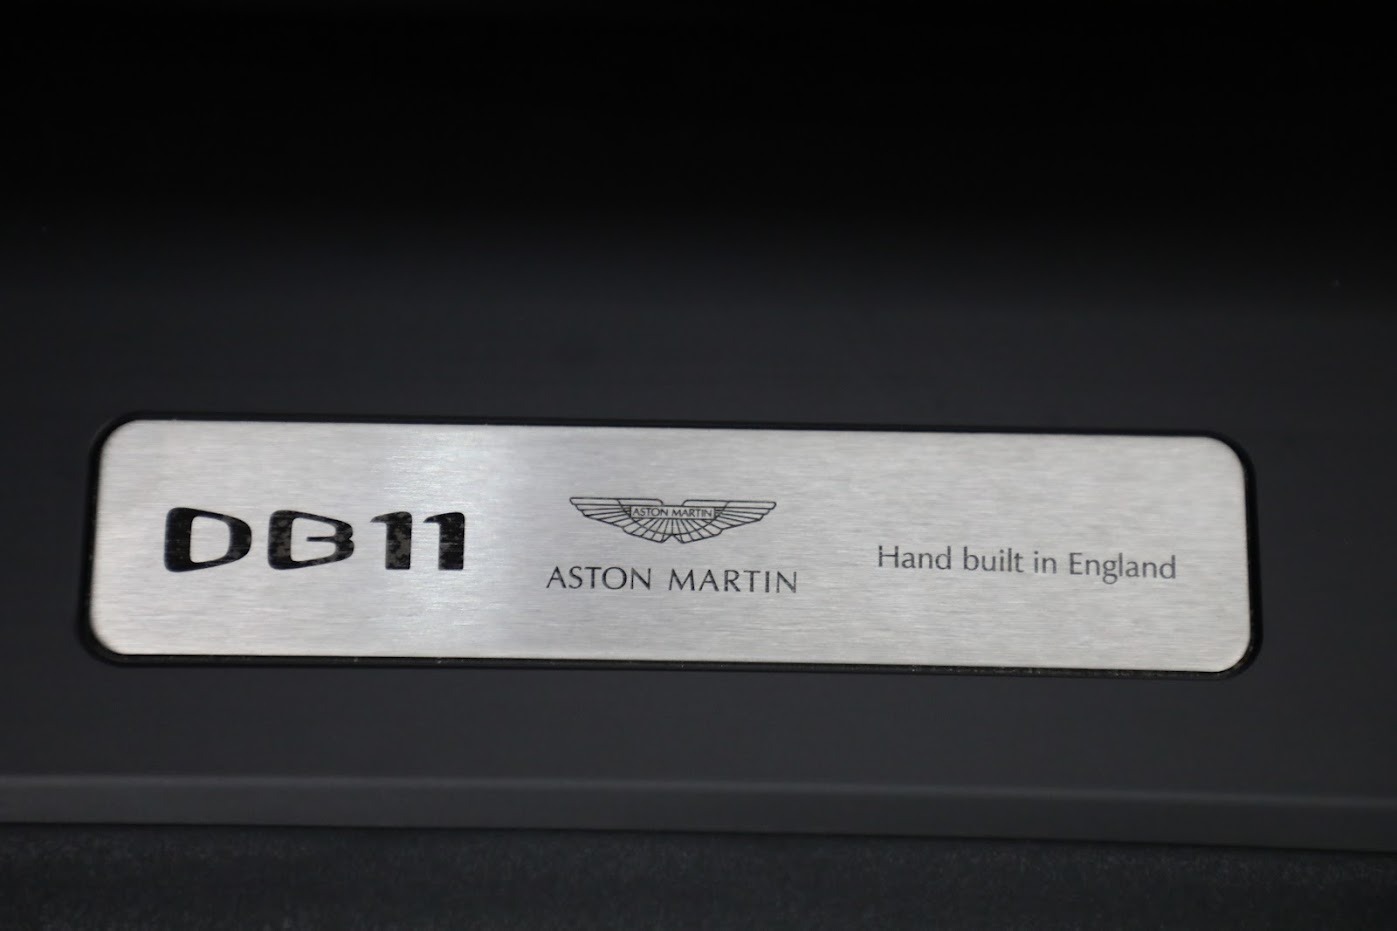 DB11
ASTON MARTIN
ASTON MARTIN
Hand built in England